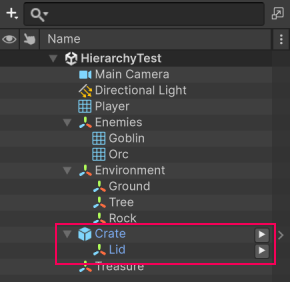 Name
HierarchyTest
Main Camera
Directional Light
Player
Enemies
Goblin
Orc
Environment
Ground
Tree
Rock
Crate
Lid
Treasure